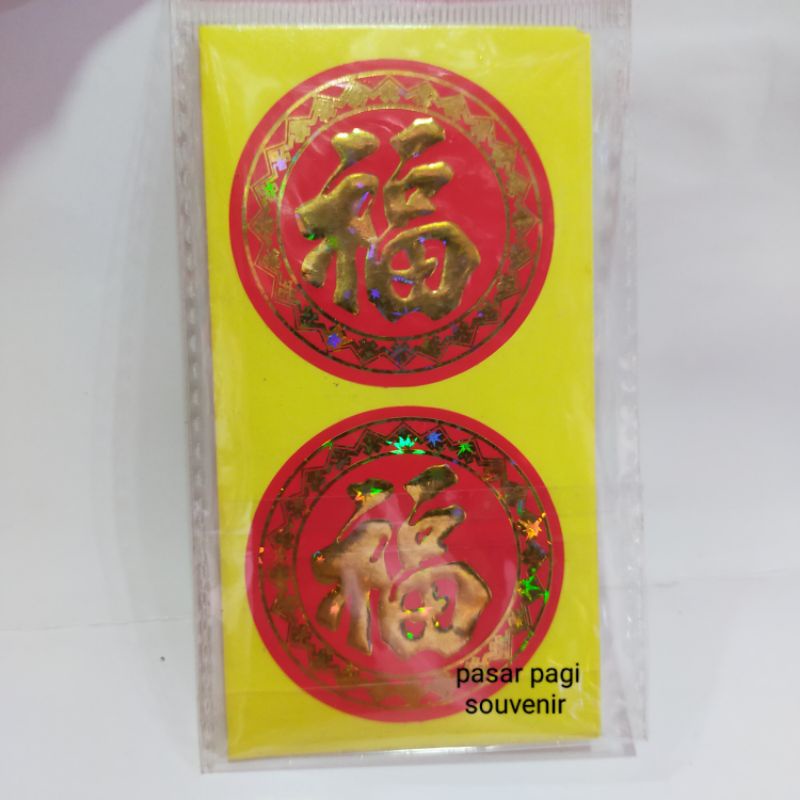 福
福
pasar pagi
souvenir